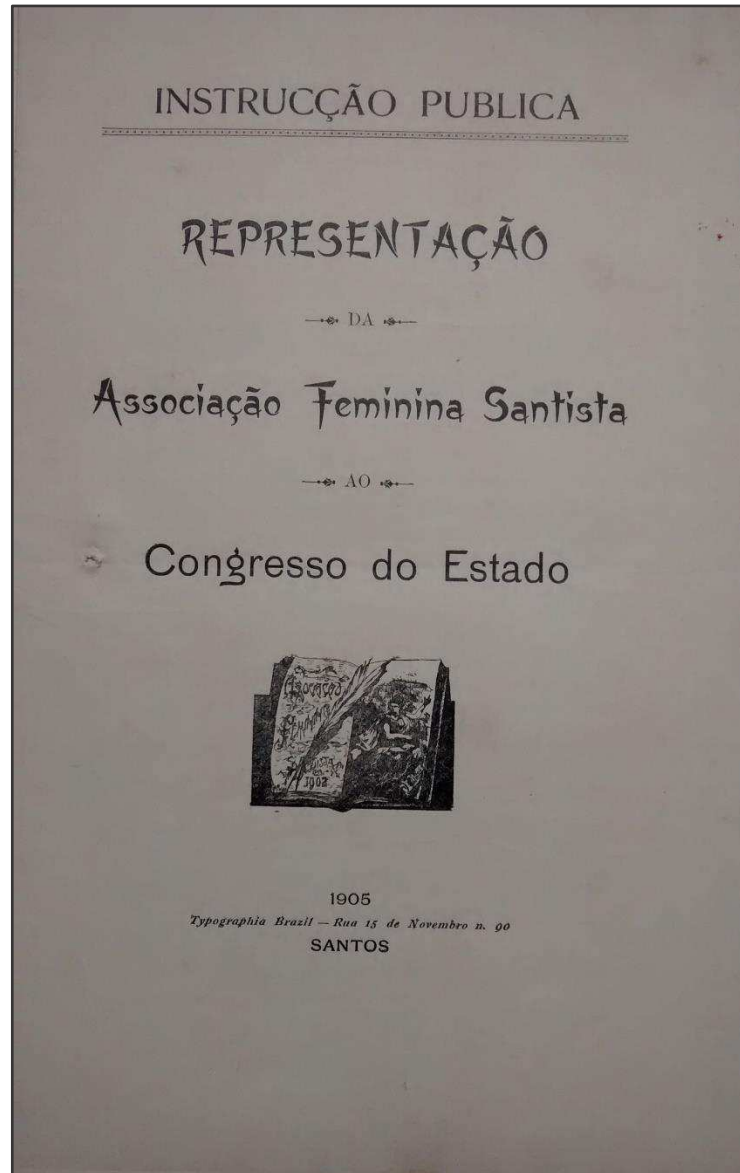 INSTRUCÇÃO PUBLICA
REPRESENTAÇÃO
DA
Associação Feminina Santista
AO
Congresso do Estado
1902
1905
Typographia Brazil — Rua 15 de Novembro n. 90
SANTOS